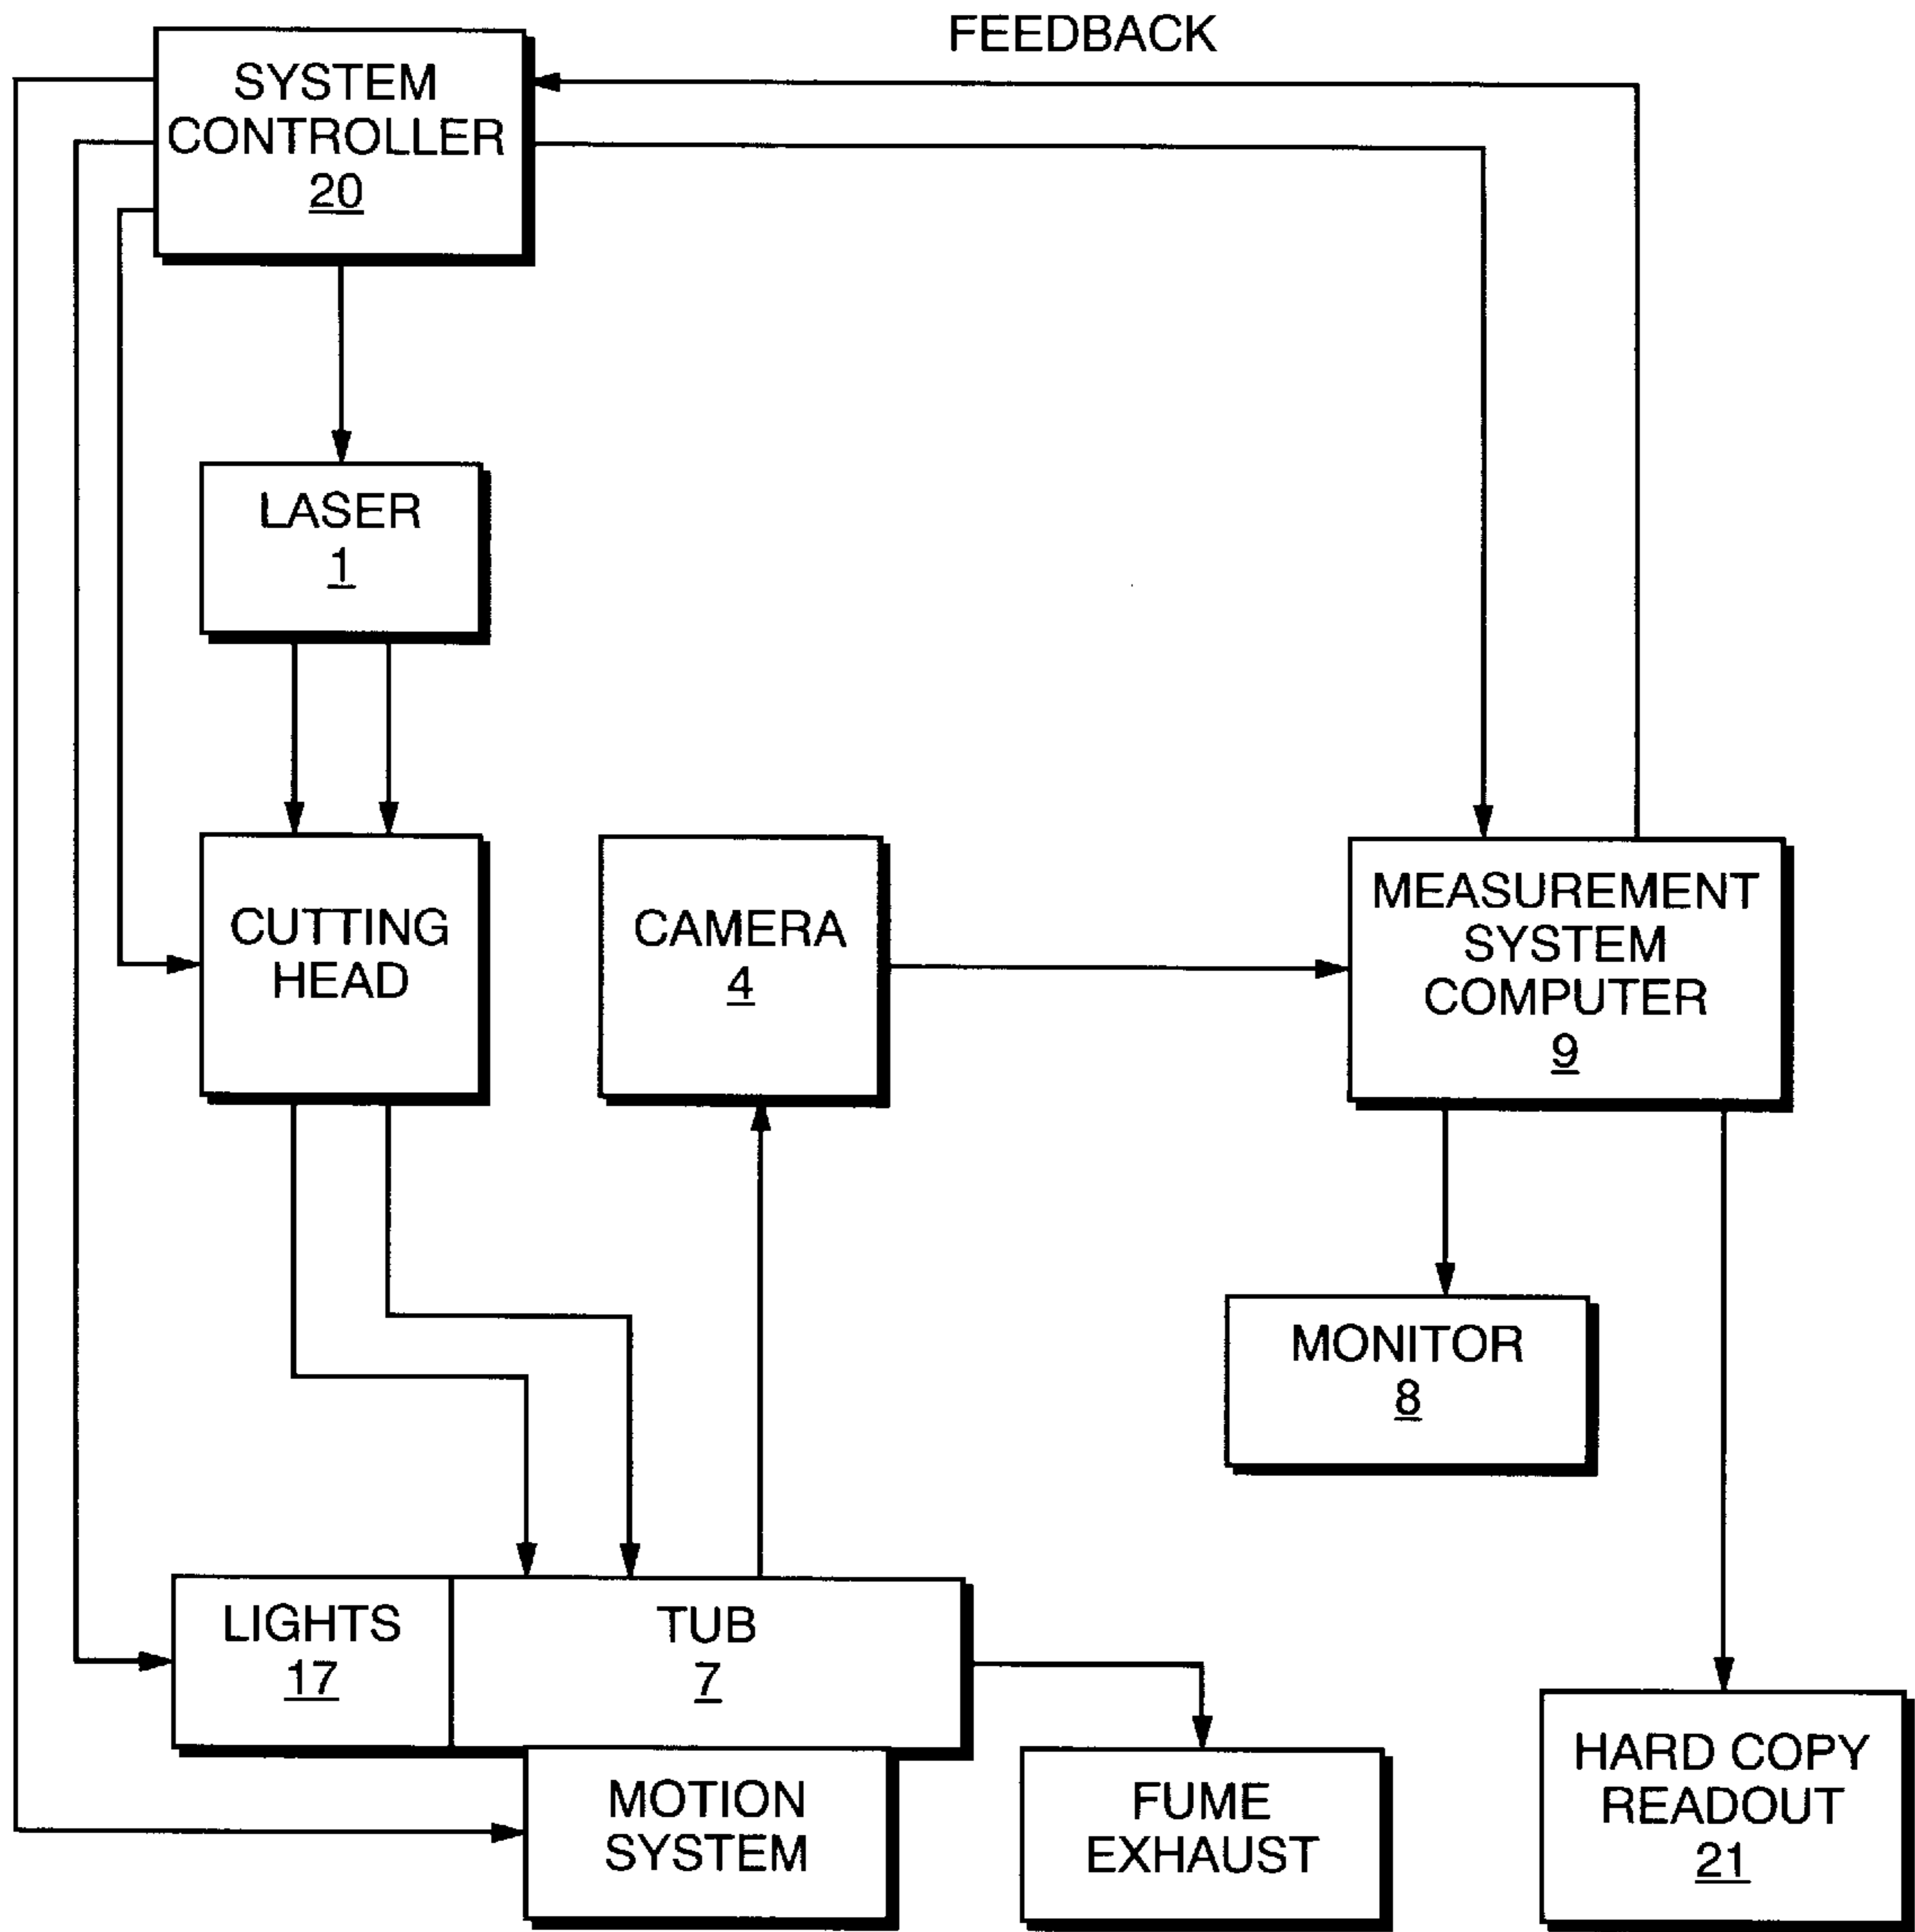 FEEDBACK
SYSTEM
CONTROLLER
20
LASER
1
CUTTING
HEAD
CAMERA
4
MEASUREMENT
SYSTEM
COMPUTER
9
MONITOR
8
LIGHTS
17
TUB
7
MOTION
SYSTEM
FUME
EXHAUST
HARD COPY
READOUT
21